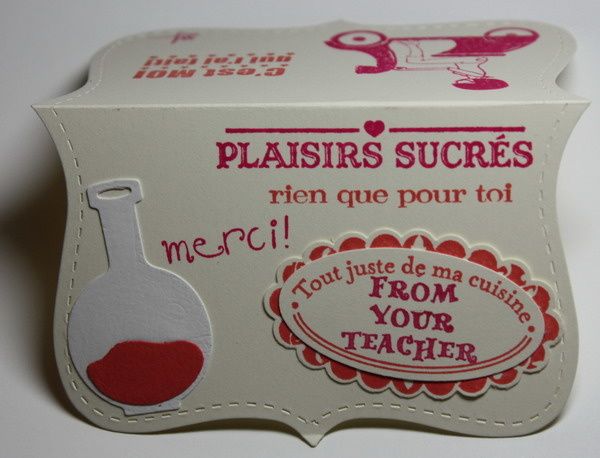 C'est MOI
qui l'ai fait!
PLAISIRS SUCRÉS
rien que pour toi
merci!
Tout juste de ma cuisine
FROM
YOUR
TEACHER